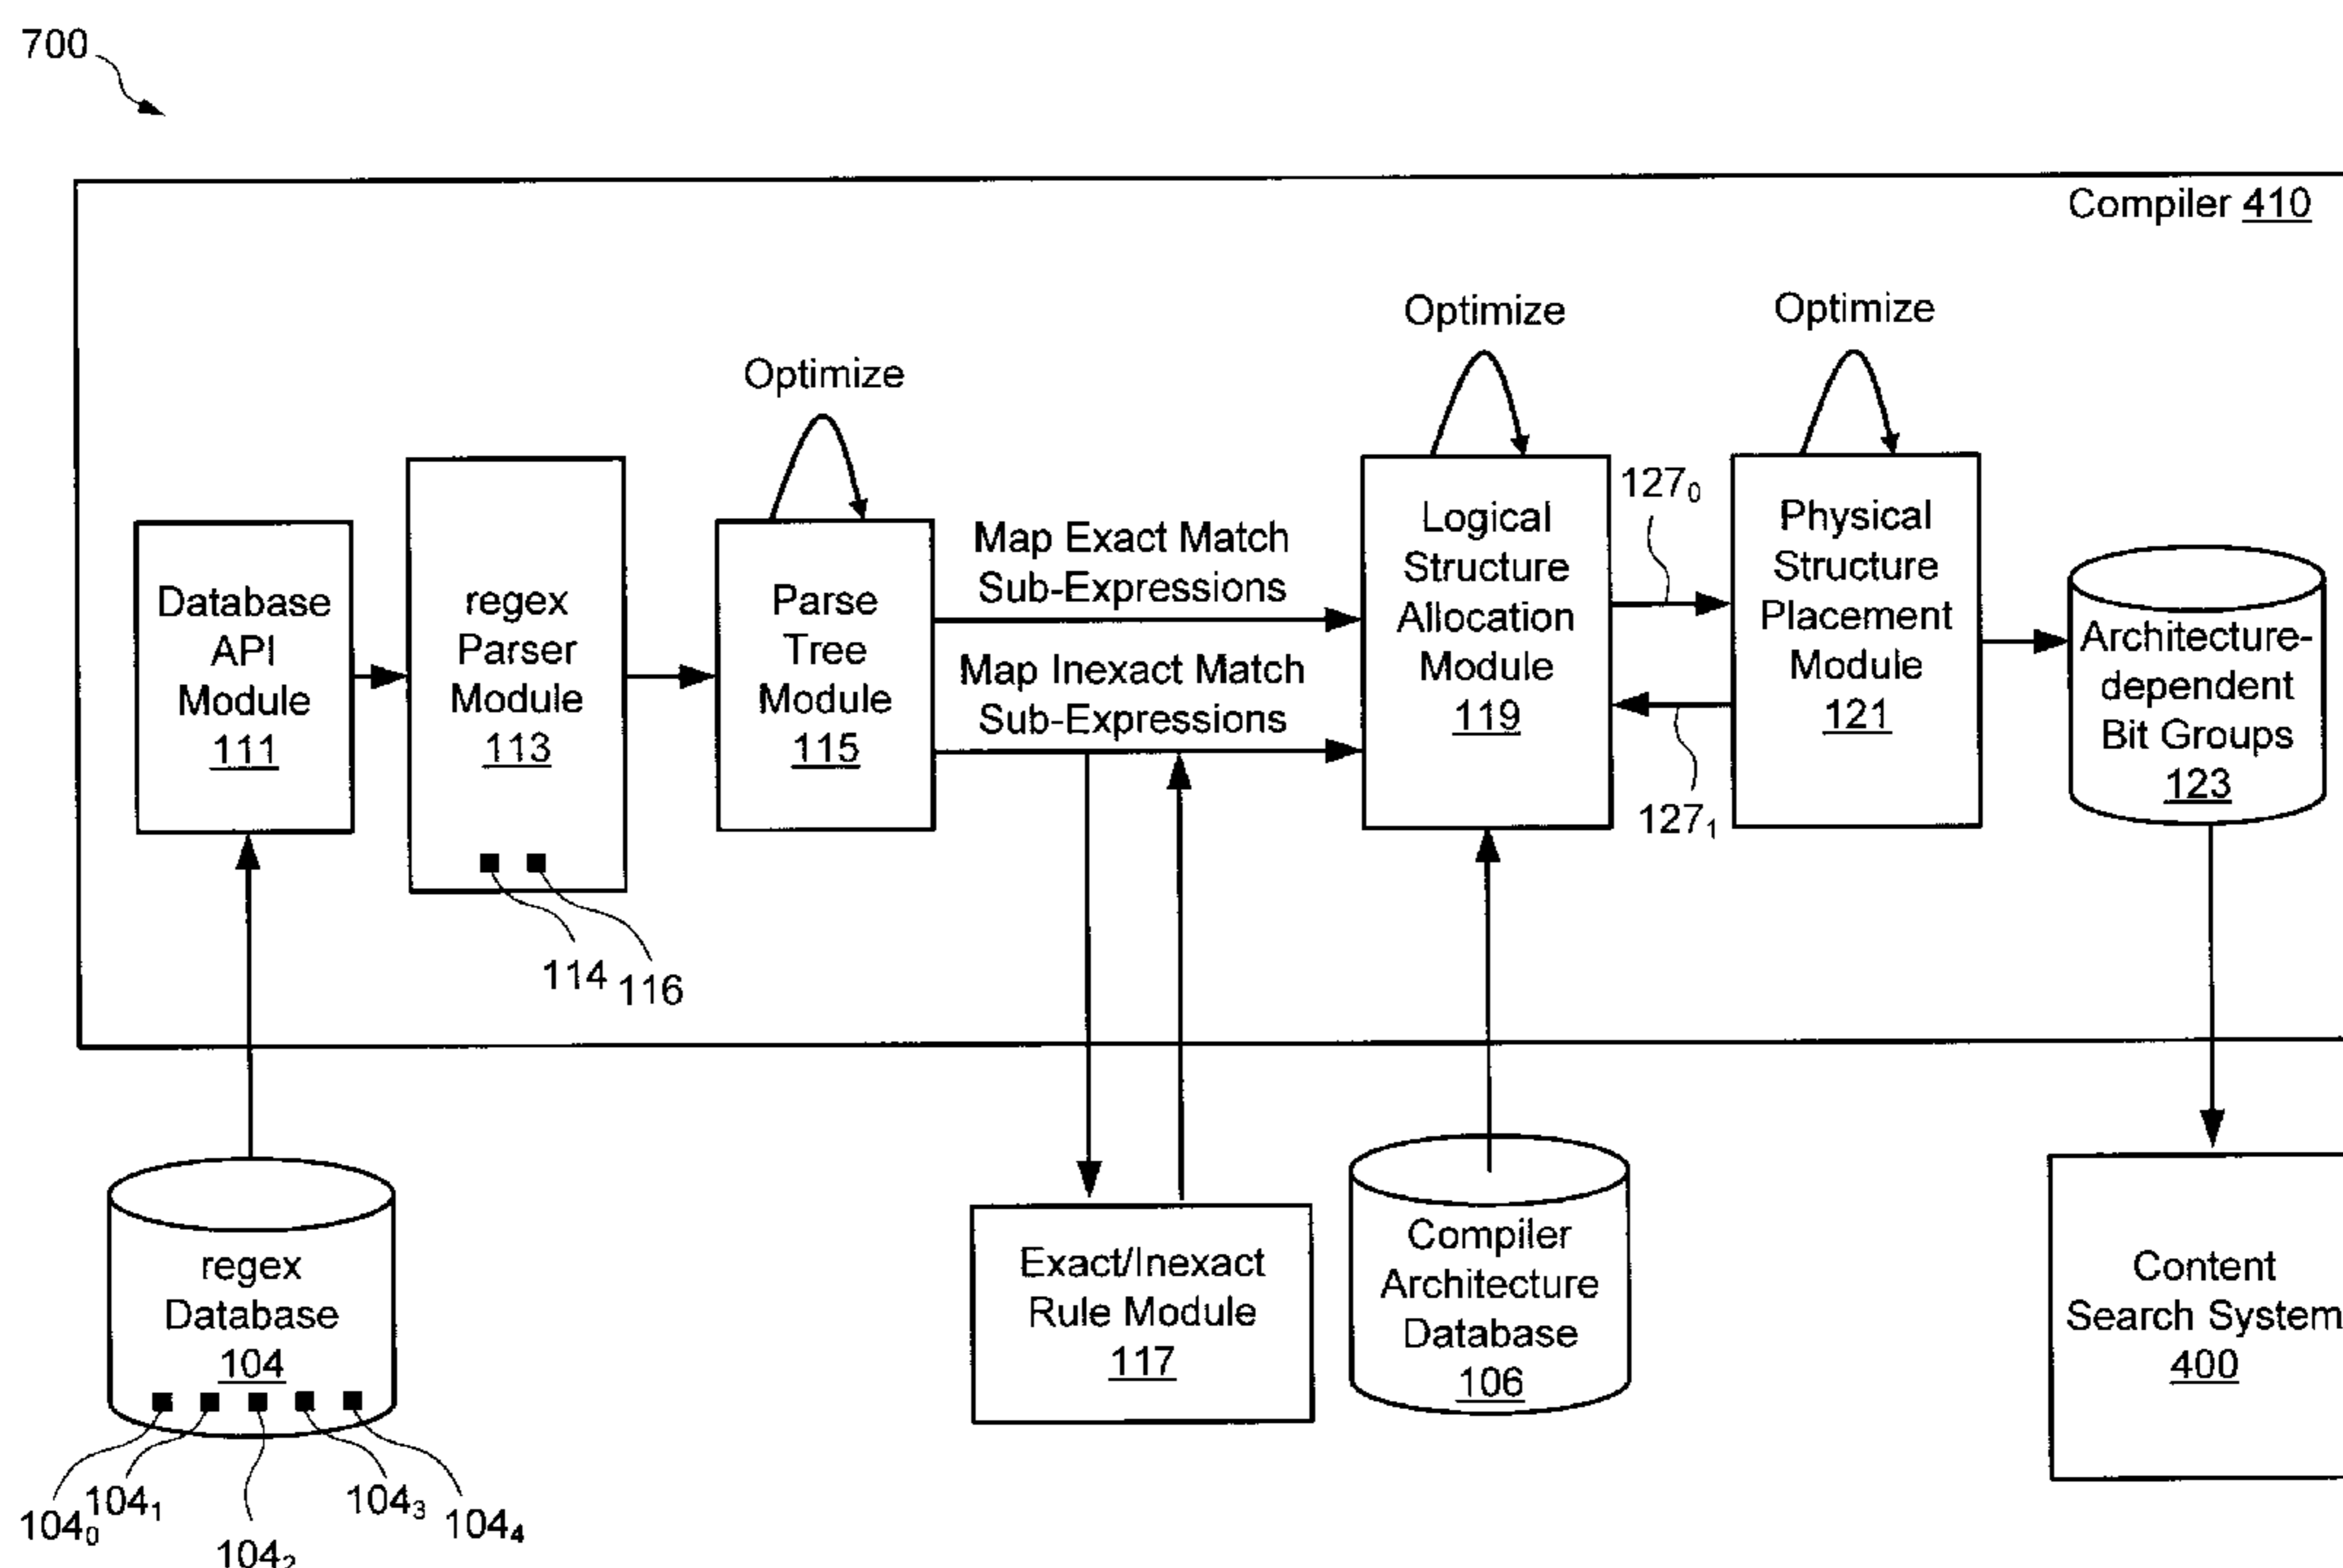 700
Compiler 410
Optimize
Optimize
Optimize
Database
API
Module
111
regex
Parser
Module
113
114
116
Parse
Tree
Module
115
Map Exact Match
Sub-Expressions
Map Inexact Match
Sub-Expressions
Logical
Structure
Allocation
Module
119
127₀
127₁
Physical
Structure
Placement
Module
121
Architecture-
dependent
Bit Groups
123
regex
Database
104
104₀
104₁
104₂
104₃
104₄
Exact/Inexact
Rule Module
117
Compiler
Architecture
Database
106
Content
Search System
400